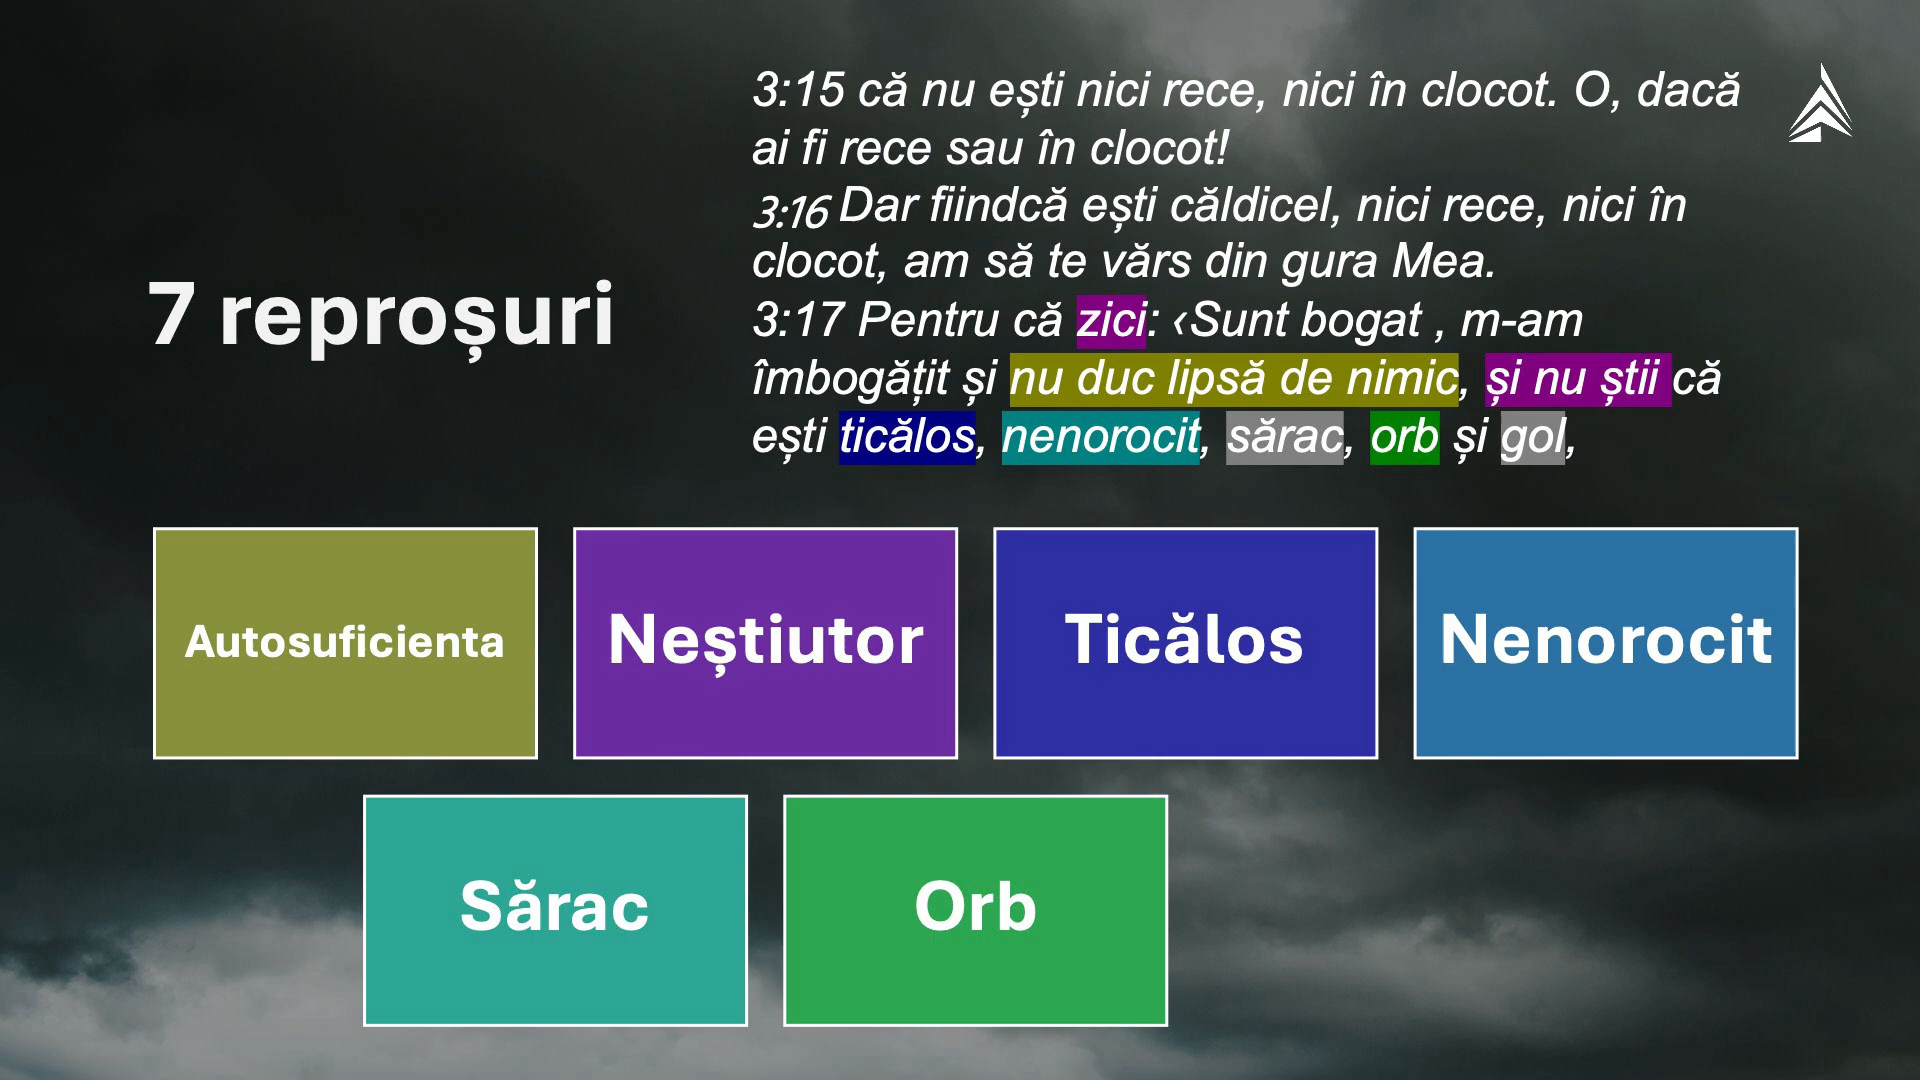 7 reproșuri
3:15 că nu ești nici rece, nici în clocot. O, dacă
ai fi rece sau în clocot!
3:16 Dar fiindcă ești căldicel, nici rece, nici în
clocot, am să te vărs din gura Mea.
3:17 Pentru că zici: ‹Sunt bogat , m-am
îmbogățit și nu duc lipsă de nimic, și nu știi că
ești ticălos, nenorocit, sărac, orb și gol,
Autosuficienta
Neștiutor
Ticălos
Nenorocit
Sărac
Orb